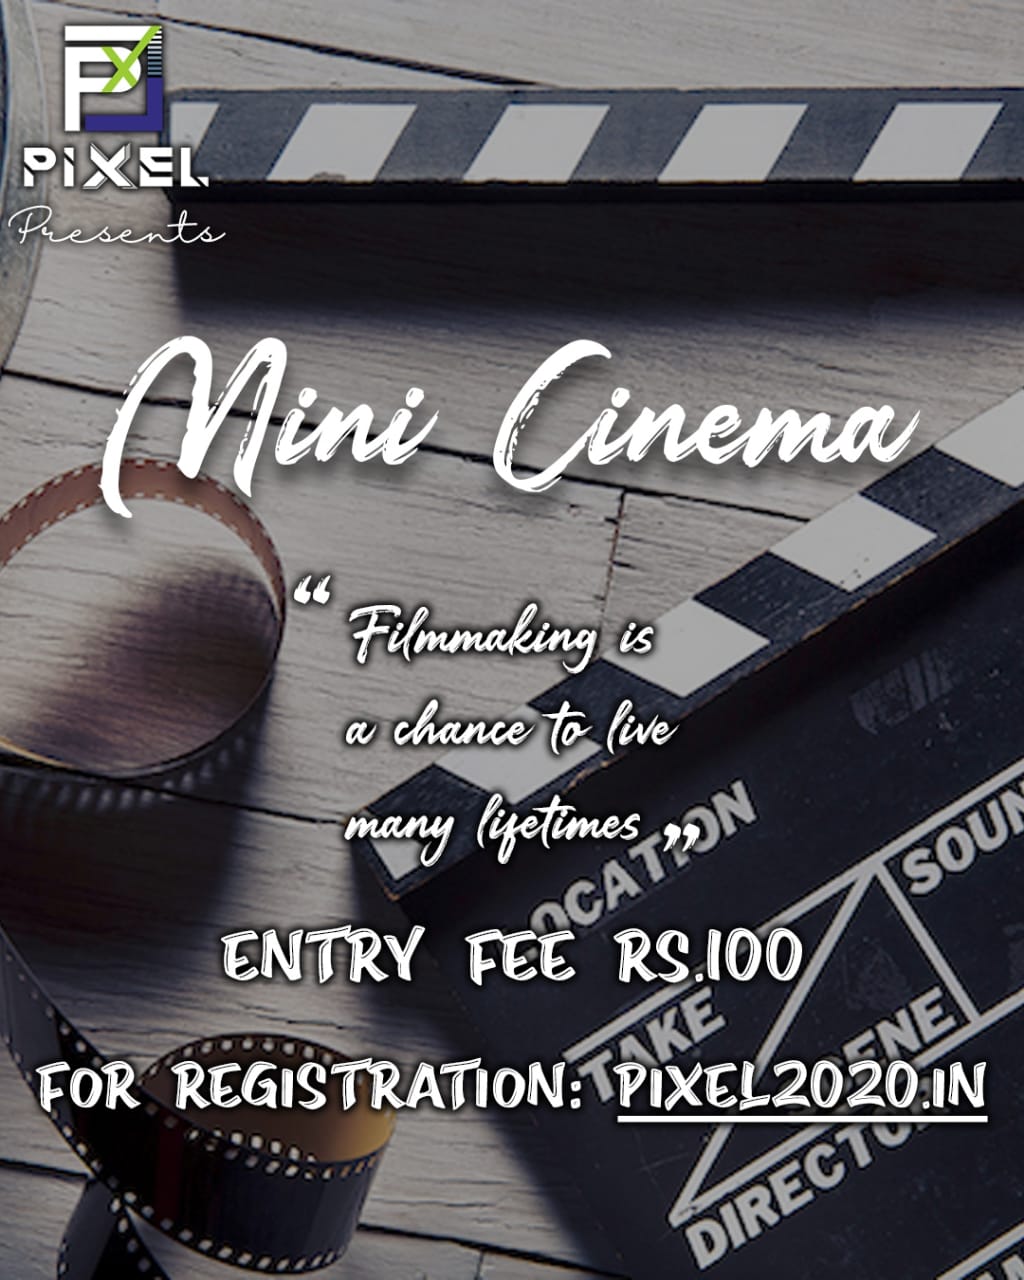 PIXEL
Presents
Mini Cinema
“ Filmmaking is
a chance to live
many lifetimes ”
LOCATION
SOUN
ENTRY FEE RS.100
TAKE
SCENE
FOR REGISTRATION: PIXEL2020.IN
DIRECTO